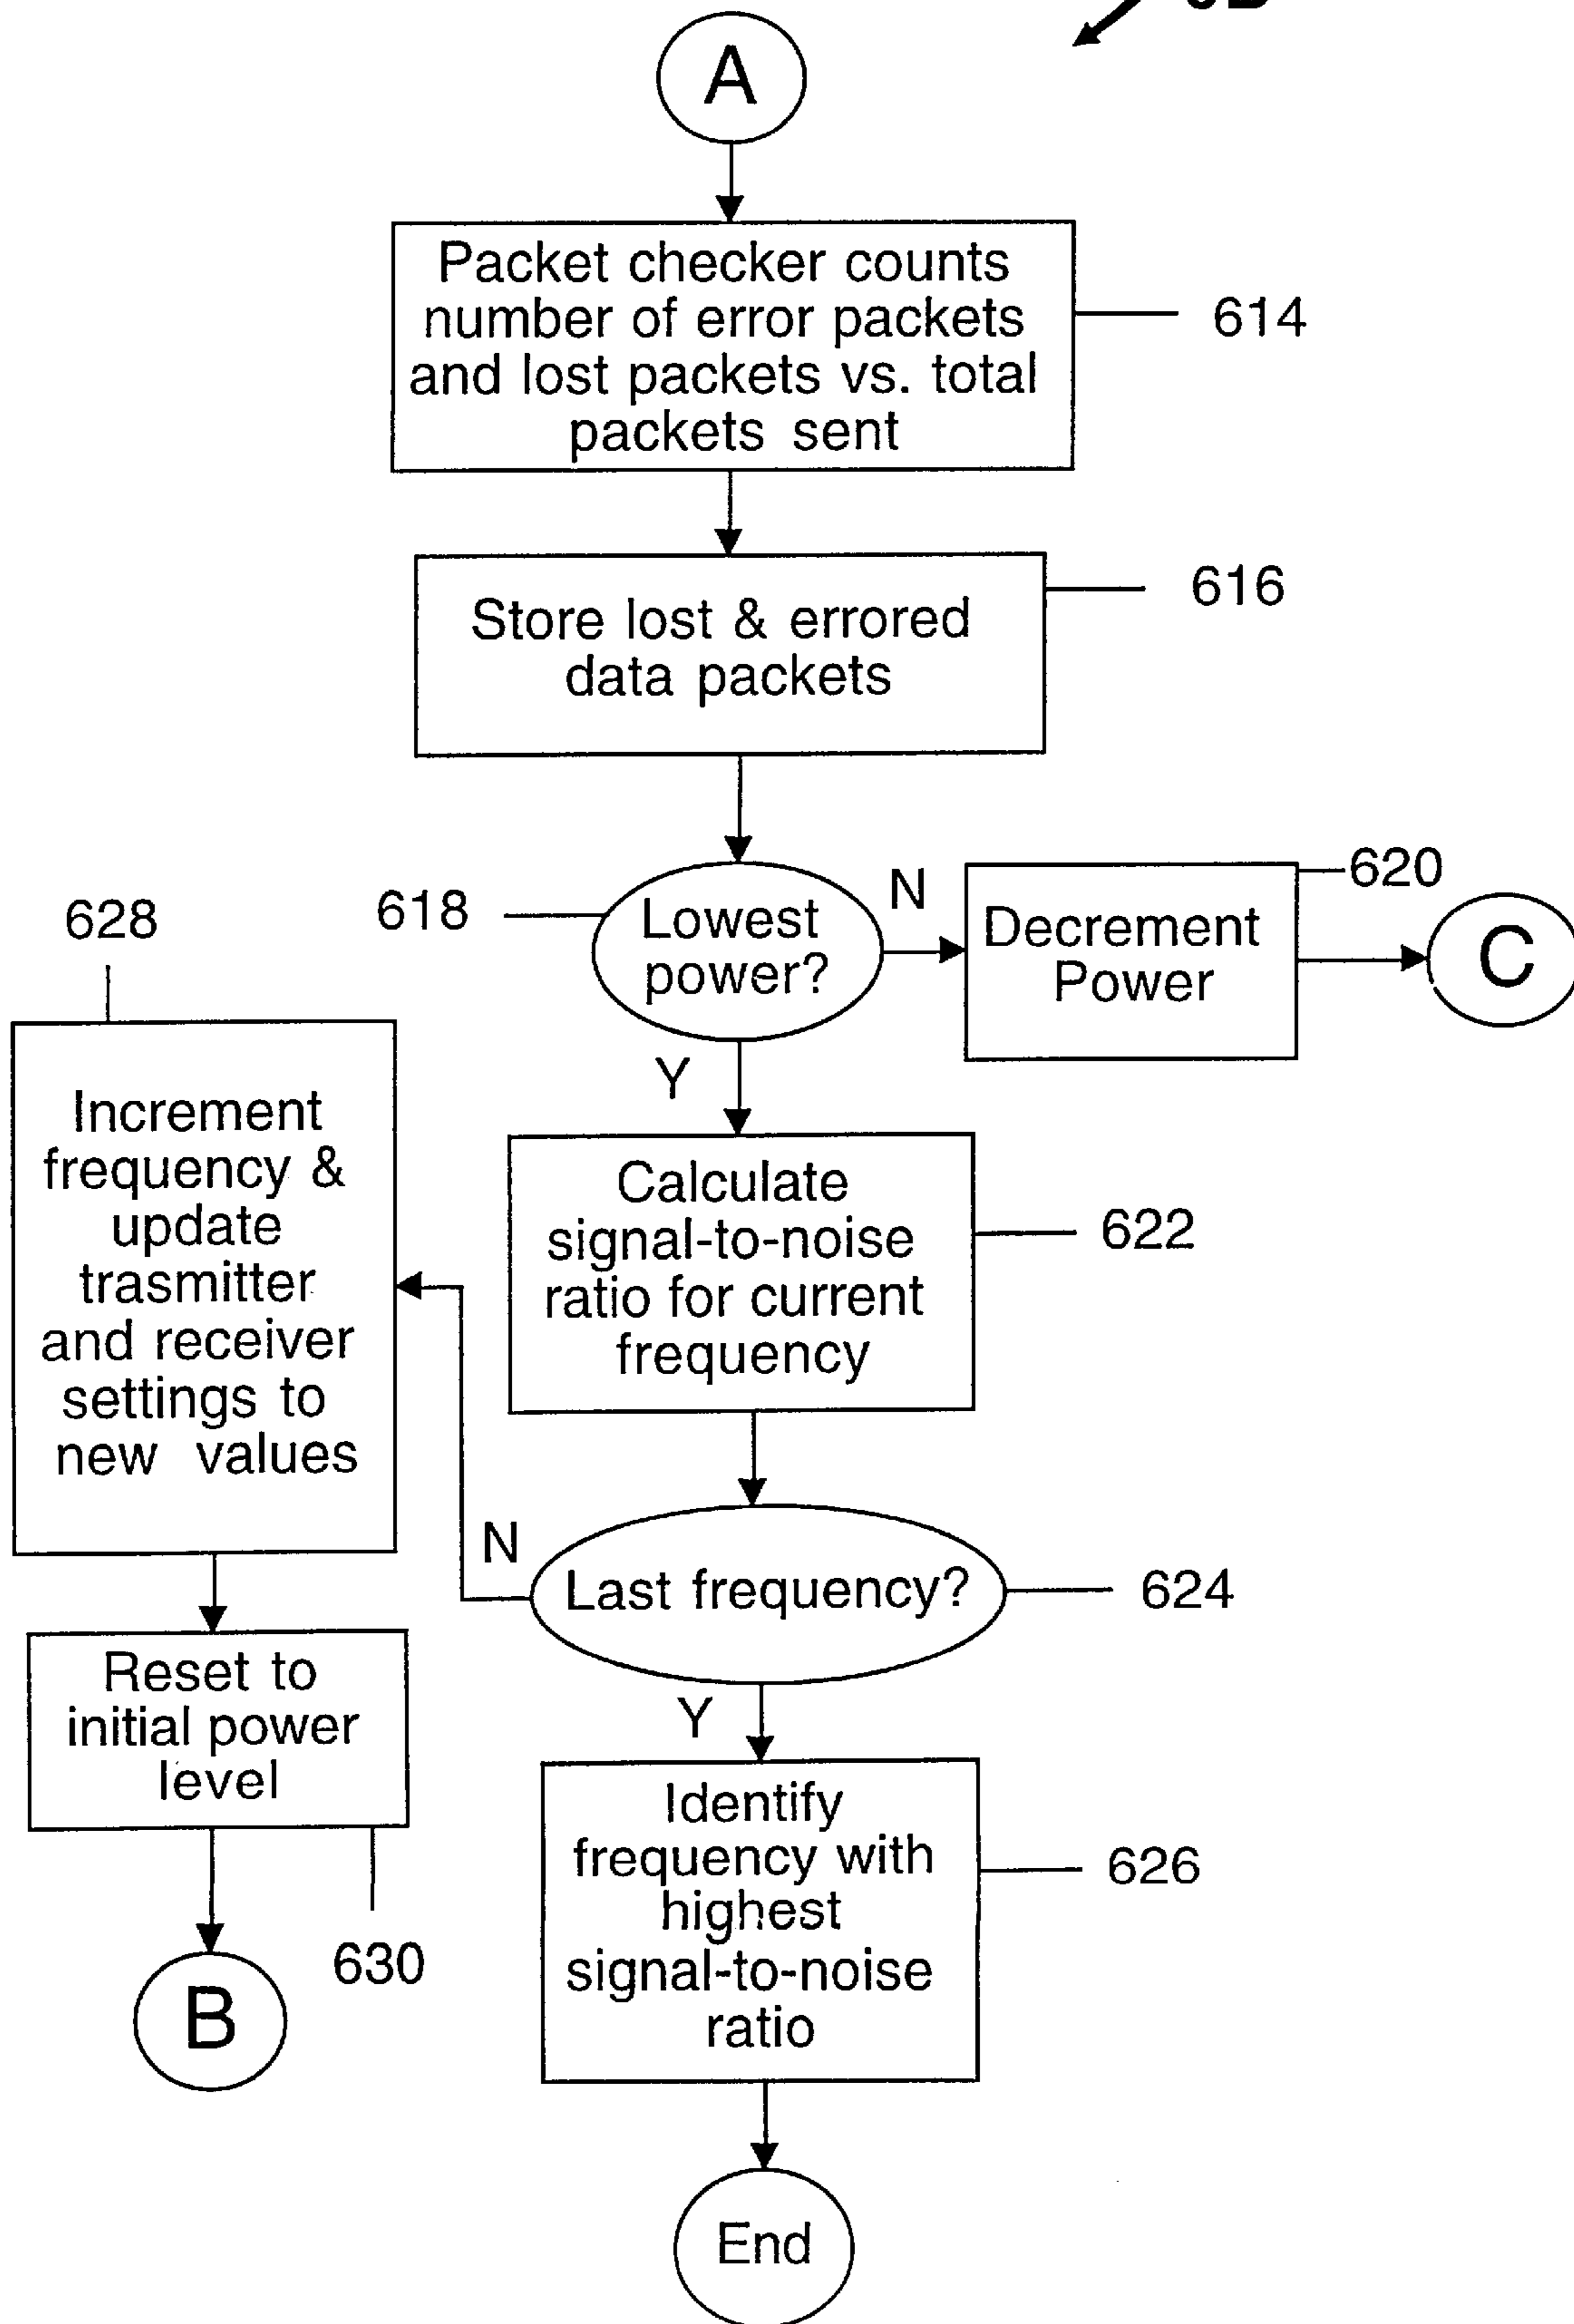 A
Packet checker counts
number of error packets
and lost packets vs. total
packets sent
614
Store lost & errored
data packets
616
618
Lowest
power?
N
Decrement
Power
620
C
Y
628
Increment
frequency &
update
trasmitter
and receiver
settings to
new values
Calculate
signal-to-noise
ratio for current
frequency
622
N
Last frequency?
624
Reset to
initial power
level
630
B
Y
Identify
frequency with
highest
signal-to-noise
ratio
626
End